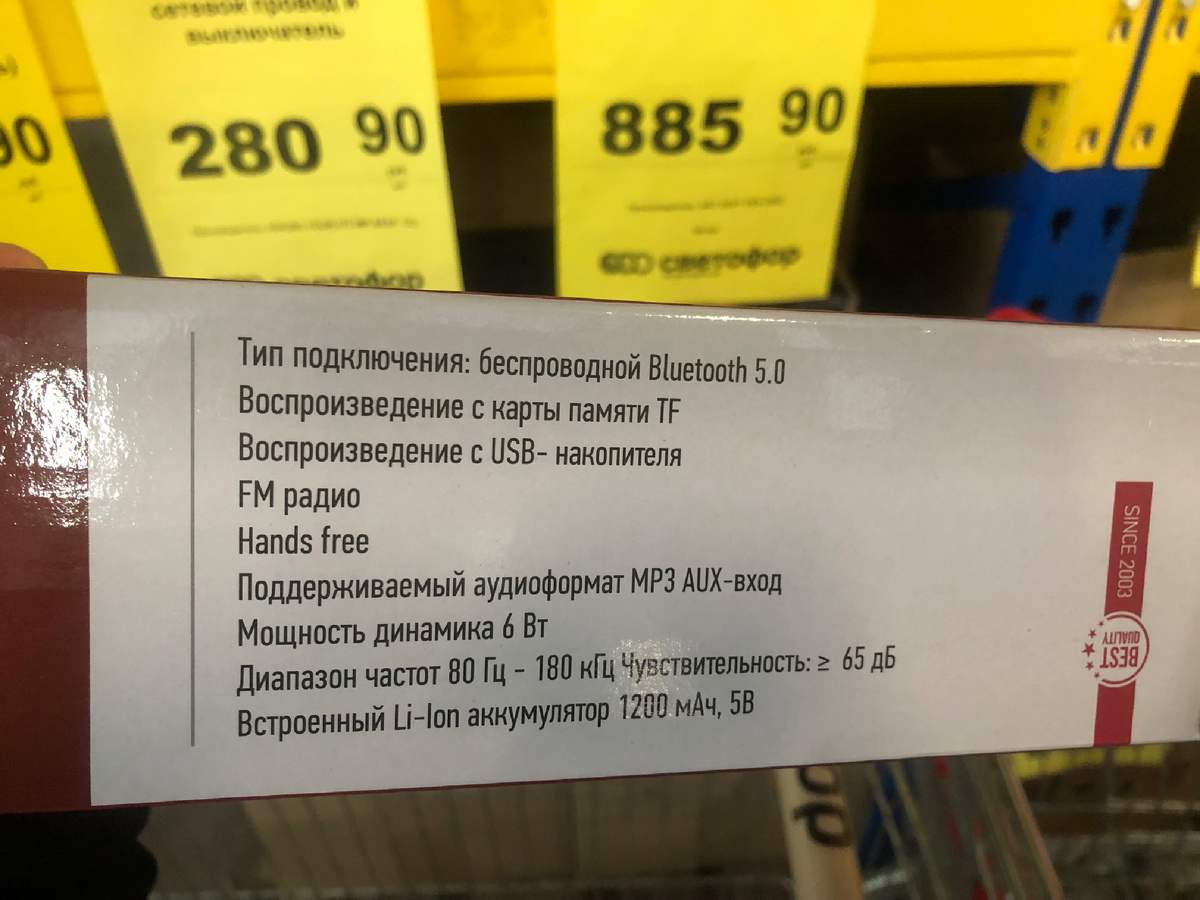 сетевой провод и
выключатель
90
280 90
885 90
светофор
светофор
Тип подключения: беспроводной Bluetooth 5.0
Воспроизведение с карты памяти TF
Воспроизведение с USB- накопителя
FM радио
Hands free
Поддерживаемый аудиоформат MP3 AUX-вход
Мощность динамика 6 Вт
Диапазон частот 80 Гц - 180 кГц Чувствительность: ≥ 65 дБ
Встроенный Li-Ion аккумулятор 1200 мАч, 5В
SINCE 2003
BEST
QUALITY